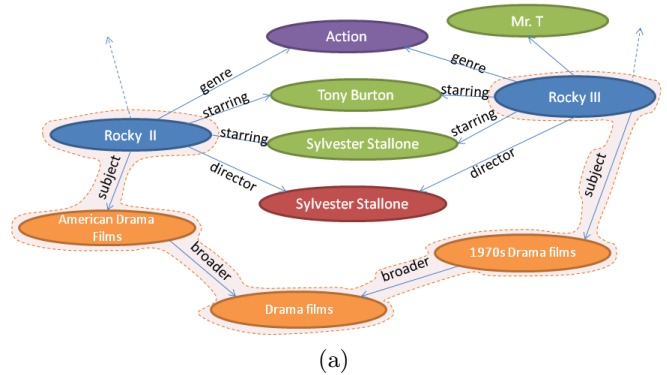 Mr. T
Action
genre
genre
starring
Tony Burton
starring
Rocky III
Rocky II
starring
Sylvester Stallone
starring
subject
director
Sylvester Stallone
director
subject
American Drama
Films
broader
1970s Drama films
broader
Drama films
(a)